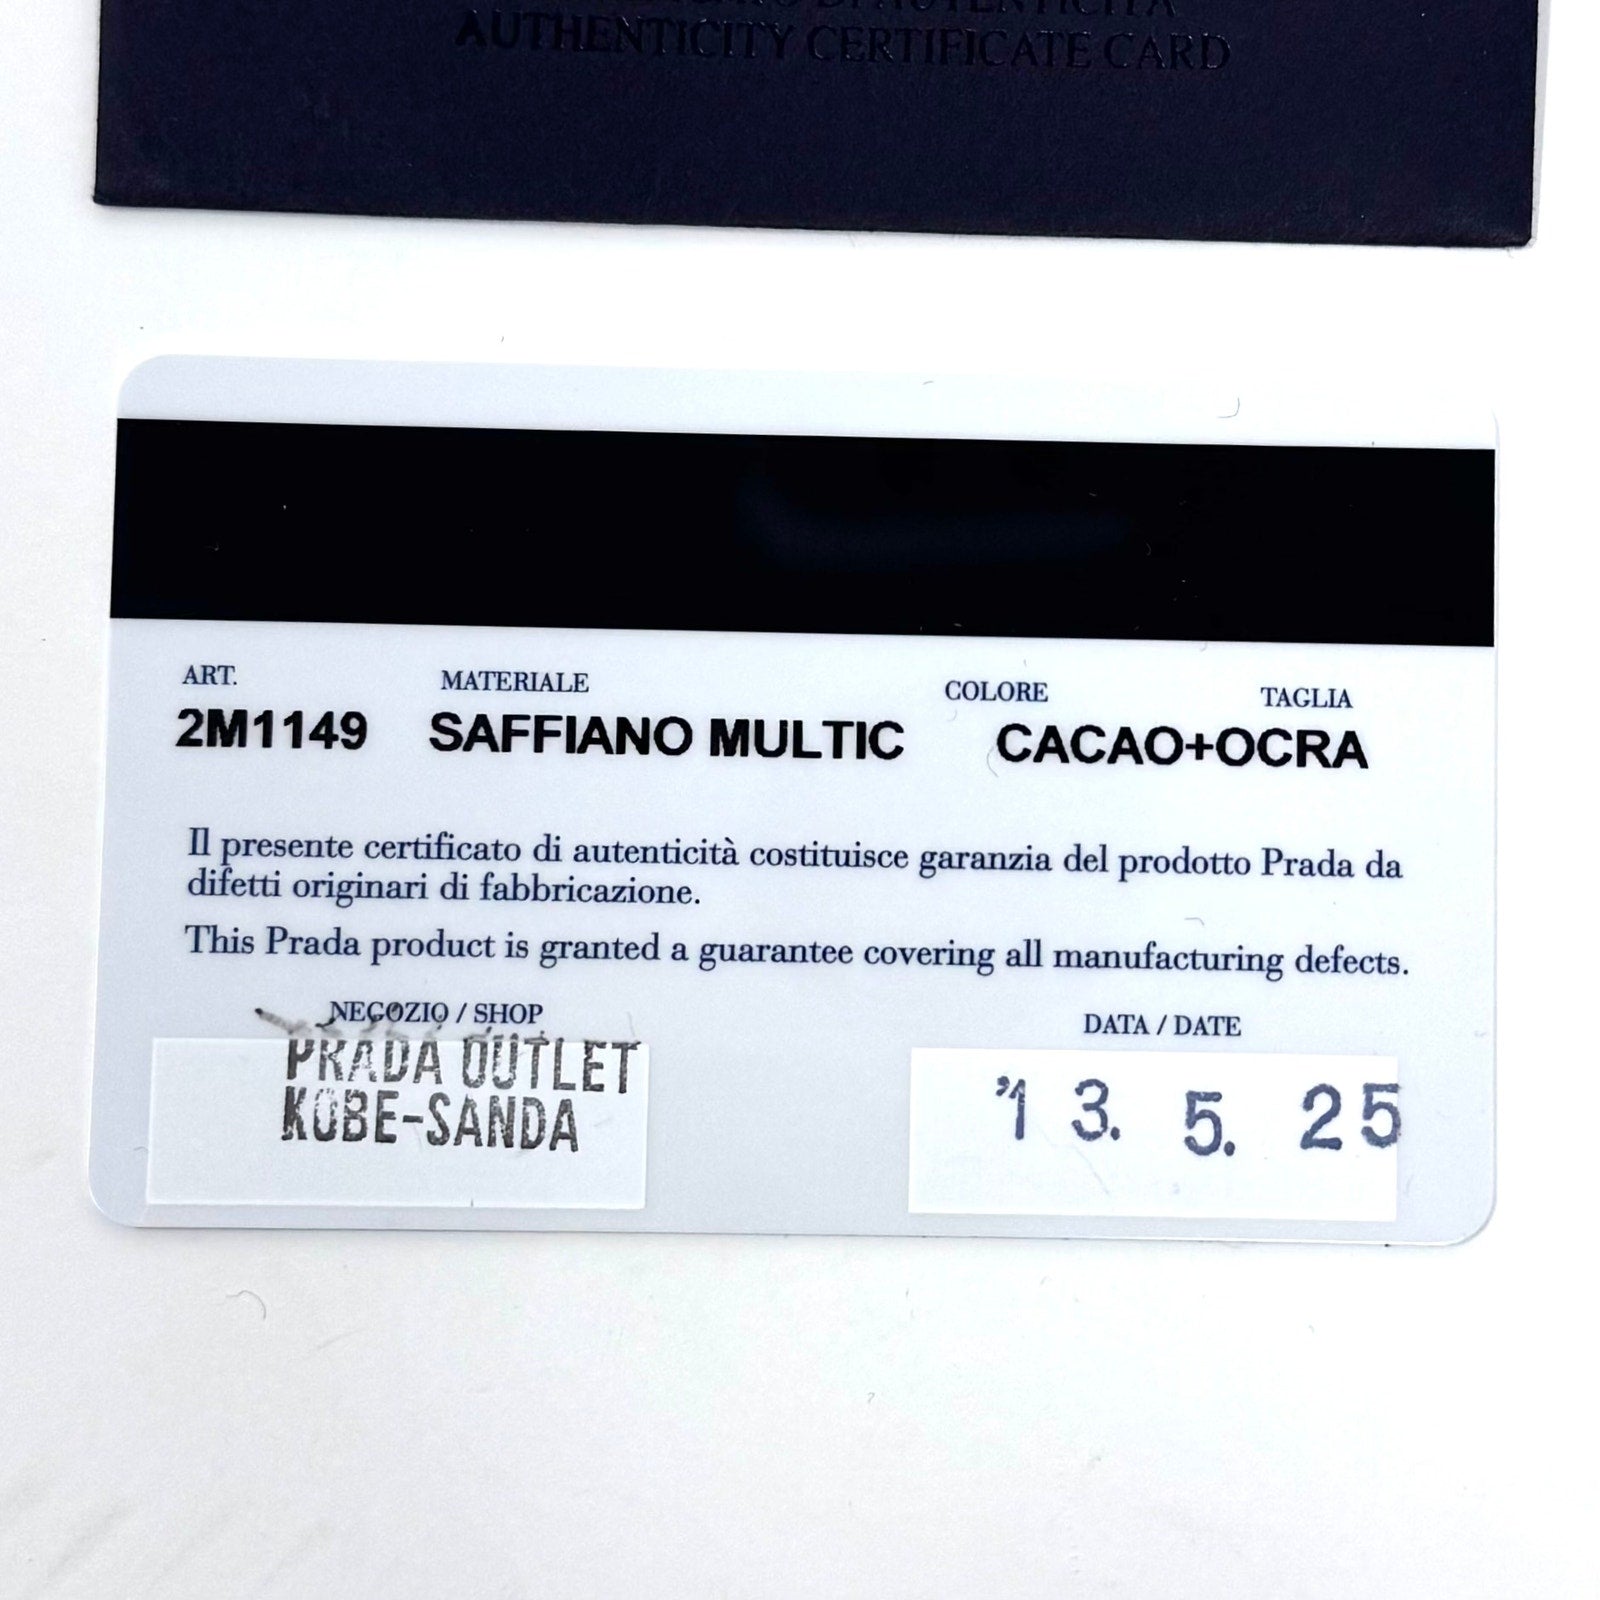 AUTHENTICITY CERTIFICATE CARD
ART. MATERIALE COLORE TAGLIA
2M1149 SAFFIANO MULTIC CACAO+OCRA
Il presente certificato di autenticità costituisce garanzia del prodotto Prada da
difetti originari di fabbricazione.
This Prada product is granted a guarantee covering all manufacturing defects.
NEGOZIO / SHOP
PRADA OUTLET
KOBE-SANDA
DATA / DATE
'13. 5. 25